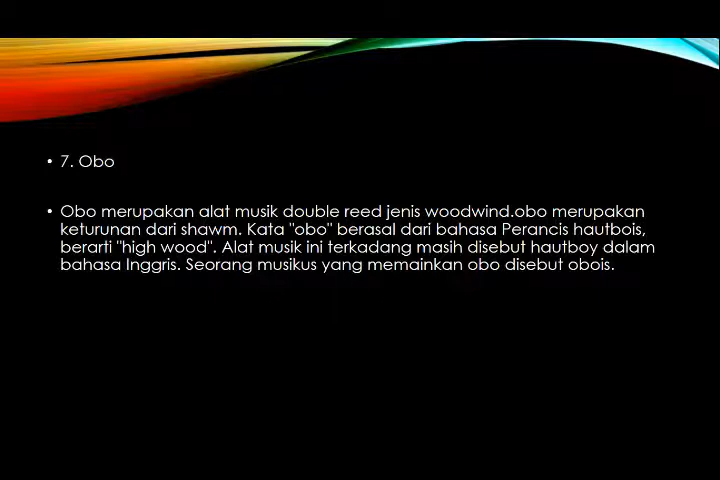 • 7. Obo
• Obo merupakan alat musik double reed jenis woodwind.obo merupakan
keturunan dari shawm. Kata "obo" berasal dari bahasa Perancis hautbois,
berarti "high wood". Alat musik ini terkadang masih disebut hautboy dalam
bahasa Inggris. Seorang musikus yang memainkan obo disebut obois.